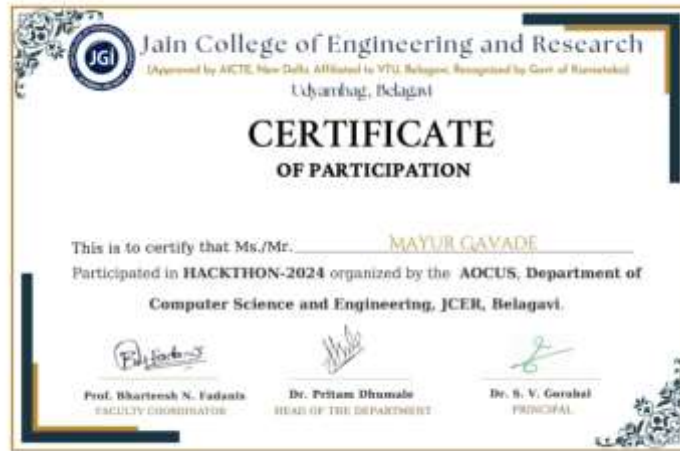 JGI
Jain College of Engineering and Research
(Approved by AICTE, New Delhi, Affiliated to VTU, Belagavi, Recognized by Govt of Karnataka)
Udyambag, Belagavi
CERTIFICATE
OF PARTICIPATION
This is to certify that Ms./Mr. MAYUR GAVADE
Participated in HACKTHON-2024 organized by the AOCUS, Department of
Computer Science and Engineering, JCER, Belagavi.
Prof. Bharteesh N. Fadanis Dr. Pritam Dhumale Dr. S. V. Gorabal
FACULTY COORDINATOR HEAD OF THE DEPARTMENT PRINCIPAL